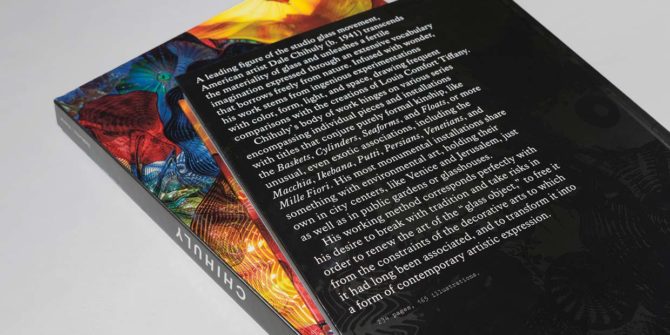 A leading figure of the studio glass movement,
American artist Dale Chihuly (b. 1941) transcends
the materiality of glass and unleashes a fertile
imagination expressed through an extensive vocabulary
that borrows freely from nature. Infused with wonder,
his work stems from ingenious experimentations
with color, form, light, and space, drawing frequent
comparisons with the creations of Louis Comfort Tiffany.
Chihuly's body of work hinges on various series
encompassing individual pieces and installations
with titles that conjure purely formal kinship, like
the Baskets, Cylinders, Seaforms, and Floats, or more
unusual, even exotic associations, including the
Macchia, Ikebana, Putti, Persians, Venetians, and
Mille Fiori. His most monumental installations share
something with environmental art, holding their
own in city centers, like Venice and Jerusalem, just
as well as in public gardens or glasshouses.
His working method corresponds perfectly with
his desire to break with tradition and take risks in
order to renew the art of the "glass object," to free it
from the constraints of the decorative arts to which
it had long been associated, and to transform it into
a form of contemporary artistic expression.
234 pages, 165 illustrations.
CHIHULY